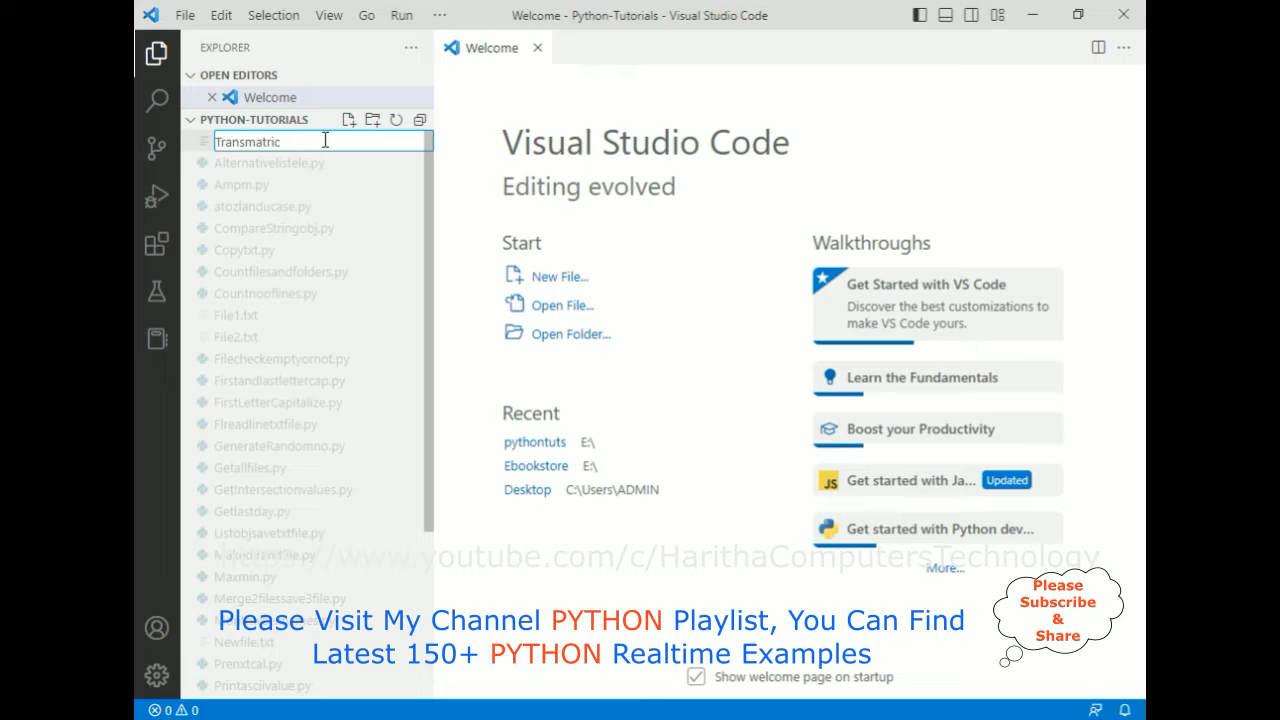 File Edit Selection View Go Run ··· Welcome - Python-Tutorials - Visual Studio Code
EXPLORER ···
Welcome
OPEN EDITORS
Welcome
PYTHON-TUTORIALS
Transmatric
Alternativelistele.py
Ampm.py
atozlanducase.py
CompareStringobj.py
Copytxt.py
Countfilesandfolders.py
Countnooflines.py
File1.txt
File2.txt
Filecheckemptyornot.py
Firstandlastlettercap.py
FirstLetterCapitalize.py
Flreadlinetxtfile.py
GenerateRandomno.py
Getallfiles.py
GetIntersectionvalues.py
Getlastday.py
Listobjsavetxtfile.py
Maxmin.py
Merge2filessave3file.py
Newfile.txt
Prenxtcal.py
Printasciivalue.py
Visual Studio Code
Editing evolved
Start
New File...
Open File...
Open Folder...
Recent
pythontuts E:\
Ebookstore E:\
Desktop C:\Users\ADMIN
Walkthroughs
Get Started with VS Code
Discover the best customizations to
make VS Code yours.
Learn the Fundamentals
Boost your Productivity
JS Get started with Ja... Updated
Get started with Python dev...
More...
https://www.youtube.com/c/HarithaComputersTechnology
Please Visit My Channel PYTHON Playlist, You Can Find
Latest 150+ PYTHON Realtime Examples
Please
Subscribe
&
Share
Show welcome page on startup
0 0